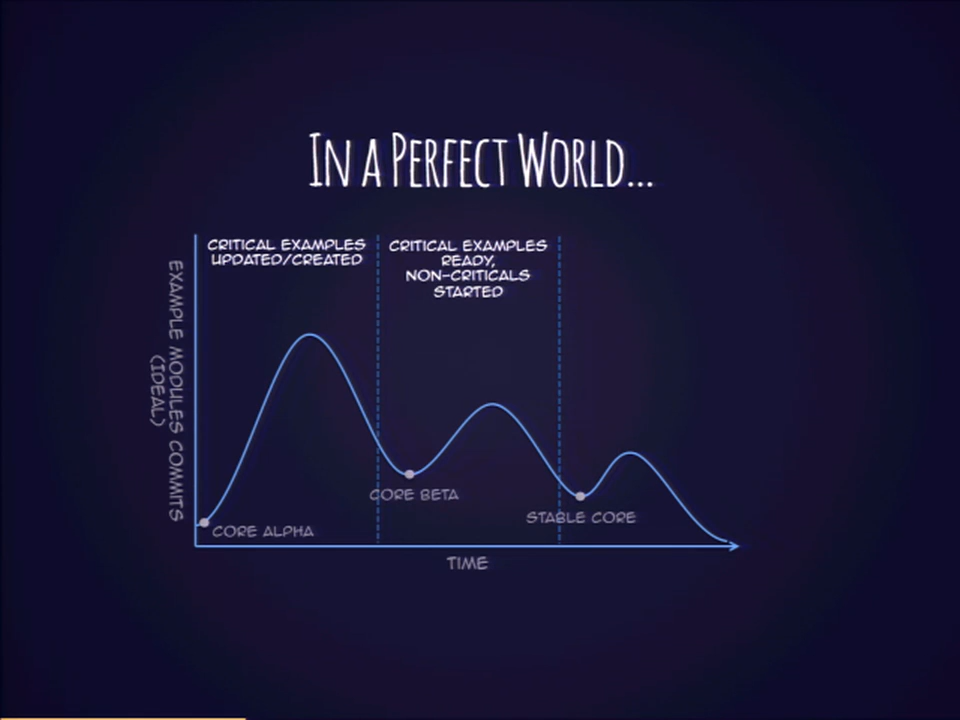 IN A PERFECT WORLD...
CRITICAL EXAMPLES
UPDATED/CREATED
CRITICAL EXAMPLES
READY,
NON-CRITICALS
STARTED
EXAMPLE MODULES COMMITS
(IDEAL)
CORE ALPHA
CORE BETA
STABLE CORE
TIME